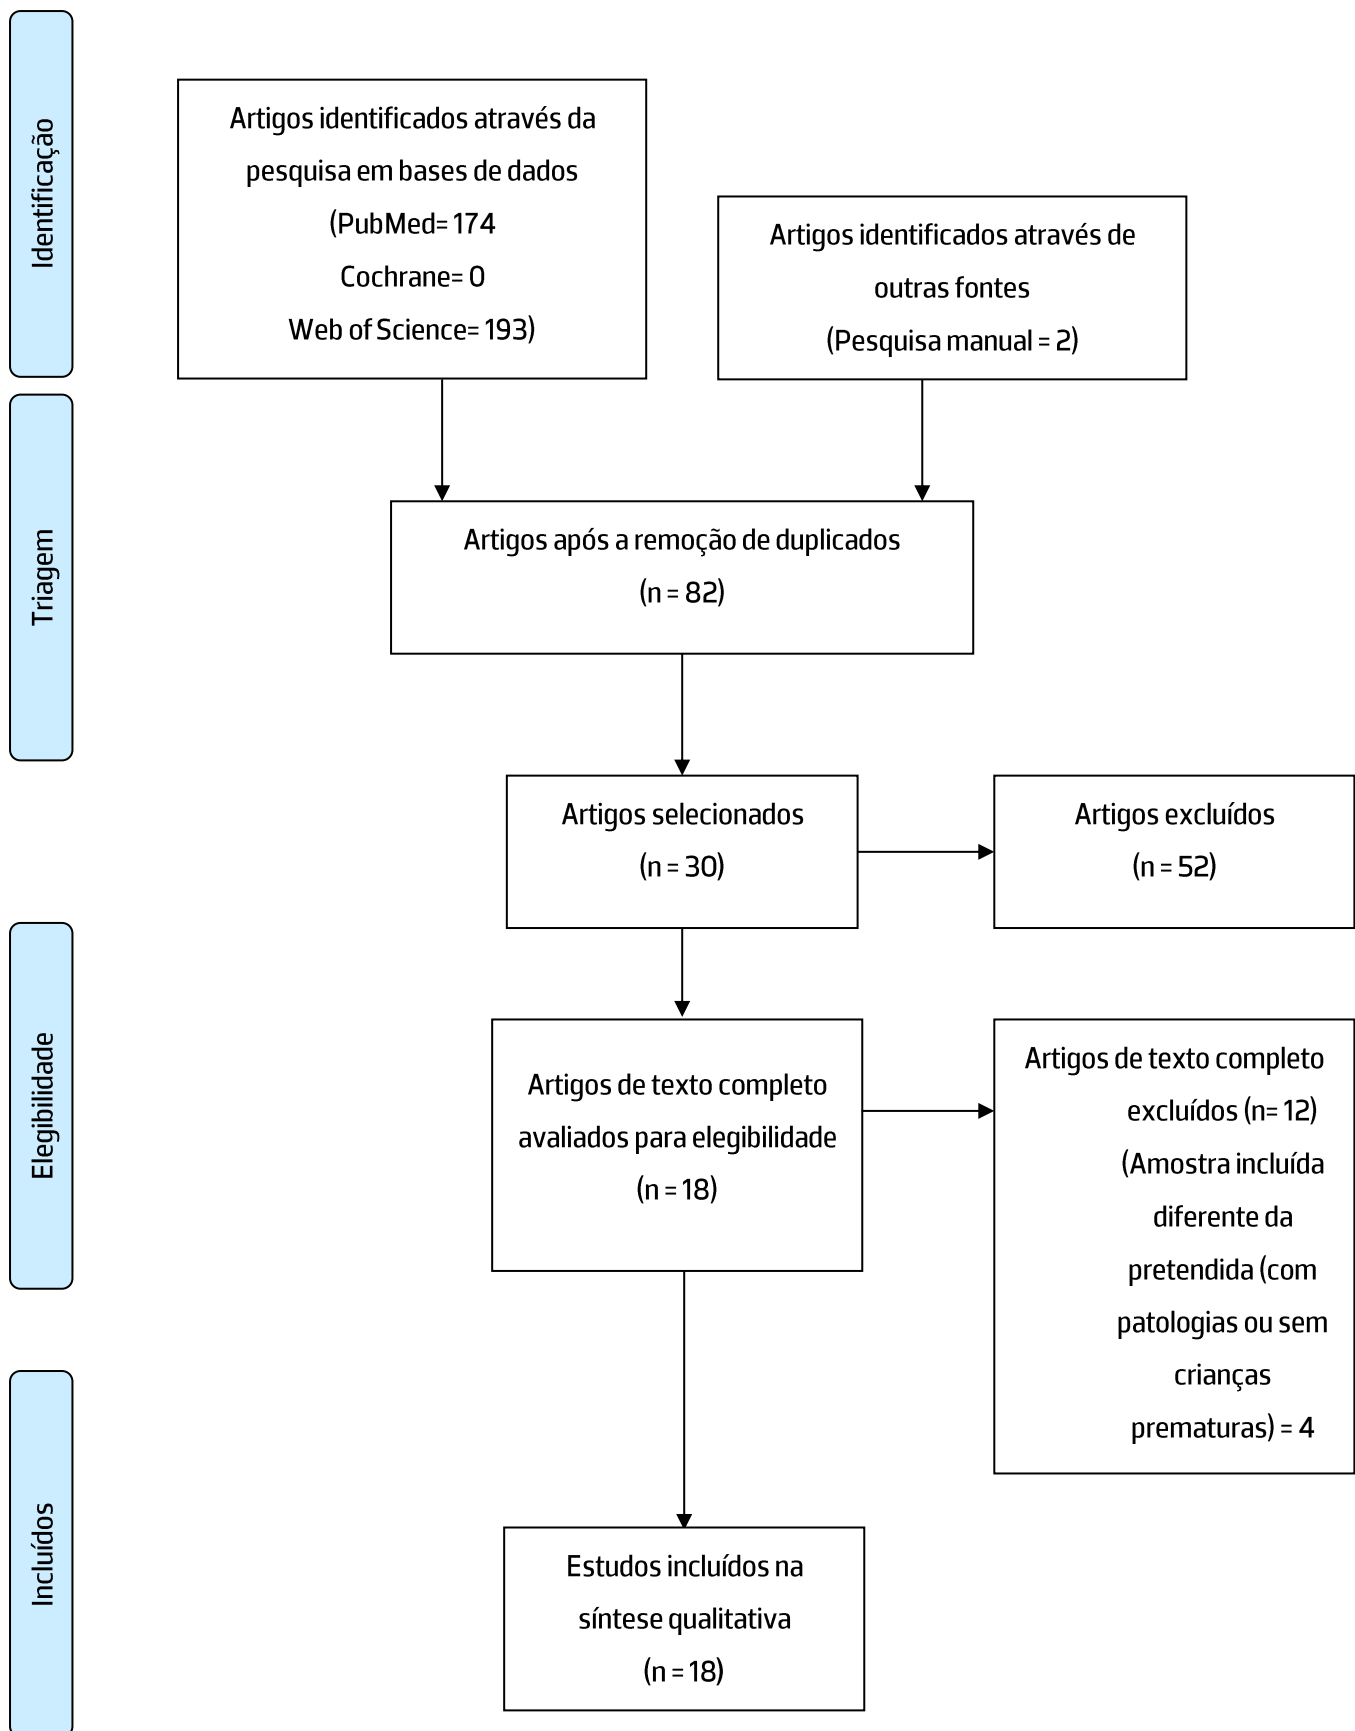 Identificação
Artigos identificados através da
pesquisa em bases de dados
(PubMed= 174
Cochrane= 0
Web of Science= 193)
Artigos identificados através de
outras fontes
(Pesquisa manual = 2)
Triagem
Artigos após a remoção de duplicados
(n = 82)
Artigos selecionados
(n = 30)
Artigos excluídos
(n = 52)
Elegibilidade
Artigos de texto completo
avaliados para elegibilidade
(n = 18)
Artigos de texto completo
excluídos (n= 12)
(Amostra incluída
diferente da
pretendida (com
patologias ou sem
crianças
prematuras) = 4
Incluídos
Estudos incluídos na
síntese qualitativa
(n = 18)